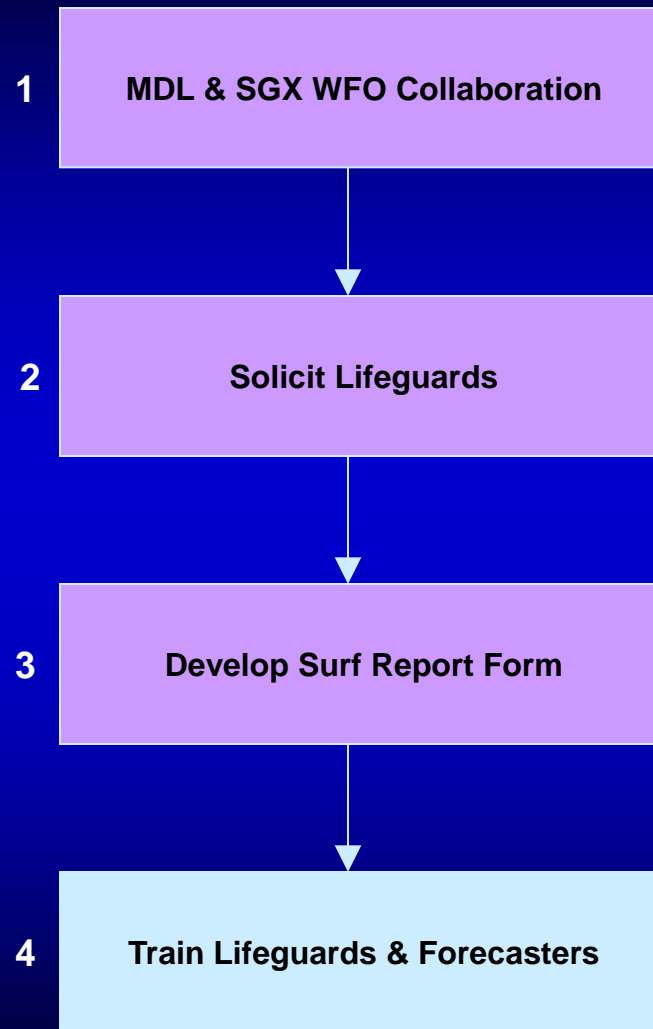 1 MDL & SGX WFO Collaboration
2 Solicit Lifeguards
3 Develop Surf Report Form
4 Train Lifeguards & Forecasters